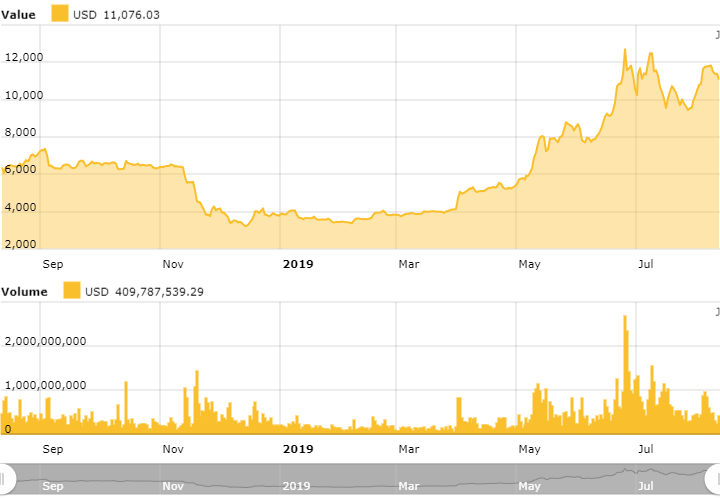 Value USD 11,076.03
J
12,000
10,000
8,000
6,000
4,000
2,000
Sep Nov 2019 Mar May Jul
Volume USD 409,787,539.29
J
2,000,000,000
1,000,000,000
0
Sep Nov 2019 Mar May Jul
Sep Nov 2019 Mar May Jul